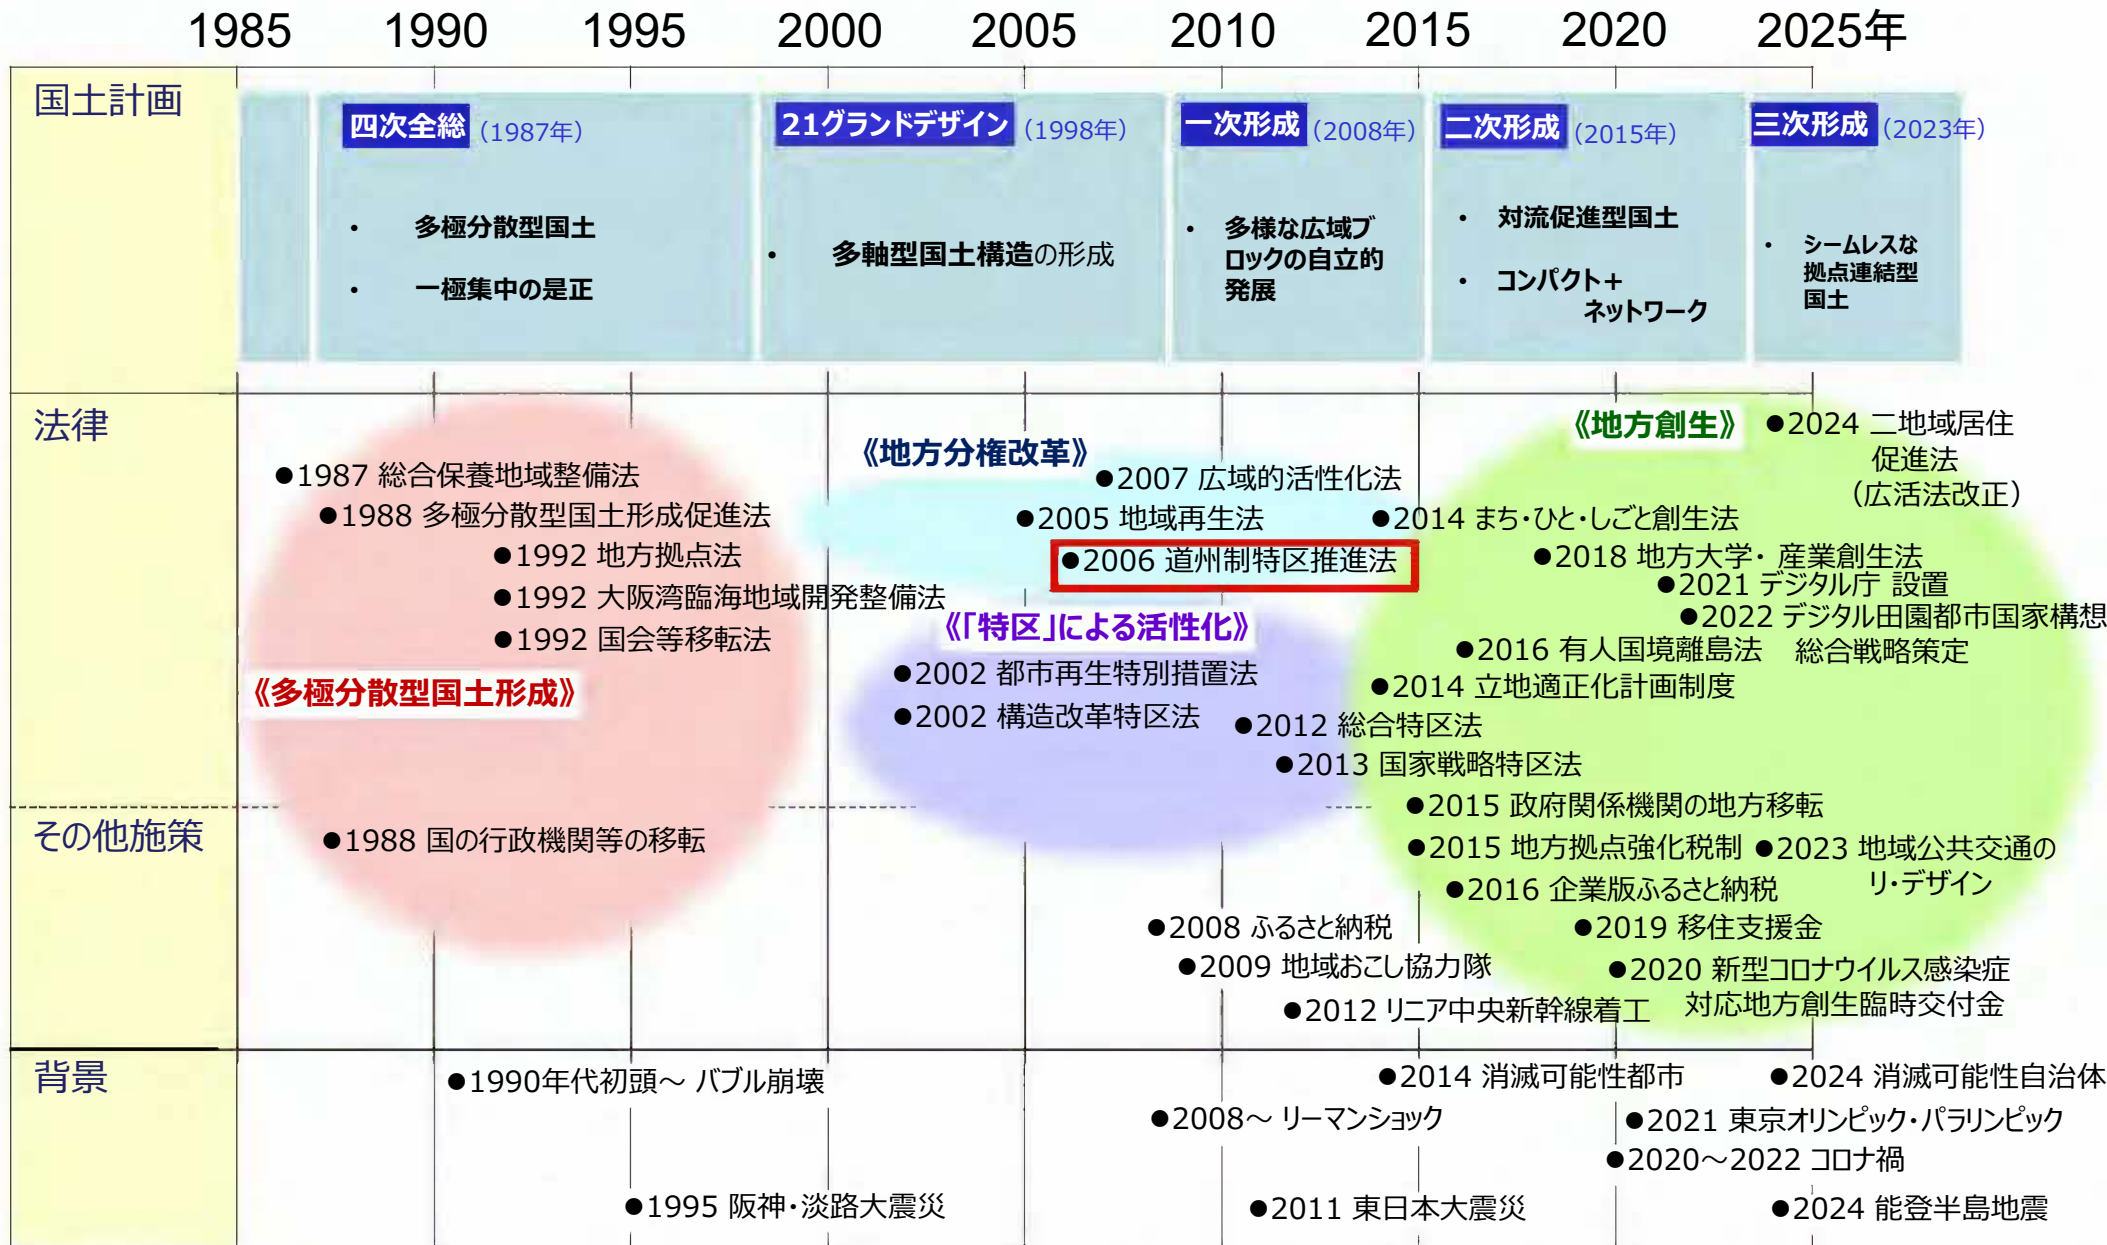 1985 1990 1995 2000 2005 2010 2015 2020 2025年
国土計画
四次全総（1987年）
・ 多極分散型国土
・ 一極集中の是正
21グランドデザイン（1998年）
・ 多軸型国土構造の形成
一次形成（2008年）
・ 多様な広域ブ
ロックの自立的
発展
二次形成（2015年）
・ 対流促進型国土
・ コンパクト＋
ネットワーク
三次形成（2023年）
・ シームレスな
拠点連結型
国土
法律
●1987 総合保養地域整備法
●1988 多極分散型国土形成促進法
●1992 地方拠点法
●1992 大阪湾臨海地域開発整備法
●1992 国会等移転法
《多極分散型国土形成》
《地方分権改革》
●2007 広域的活性化法
●2005 地域再生法
●2006 道州制特区推進法
《「特区」による活性化》
●2002 都市再生特別措置法
●2002 構造改革特区法
●2012 総合特区法
●2013 国家戦略特区法
《地方創生》
●2024 二地域居住
促進法
（広活法改正）
●2014 まち・ひと・しごと創生法
●2018 地方大学・ 産業創生法
●2021 デジタル庁 設置
●2022 デジタル田園都市国家構想
総合戦略策定
●2016 有人国境離島法
●2014 立地適正化計画制度
その他施策
●1988 国の行政機関等の移転
●2015 政府関係機関の地方移転
●2015 地方拠点強化税制
●2023 地域公共交通の
リ・デザイン
●2016 企業版ふるさと納税
●2008 ふるさと納税
●2019 移住支援金
●2009 地域おこし協力隊
●2020 新型コロナウイルス感染症
対応地方創生臨時交付金
●2012 リニア中央新幹線着工
背景
●1990年代初頭～ バブル崩壊
●2014 消滅可能性都市
●2024 消滅可能性自治体
●2008～ リーマンショック
●2021 東京オリンピック・パラリンピック
●2020～2022 コロナ禍
●1995 阪神・淡路大震災
●2011 東日本大震災
●2024 能登半島地震